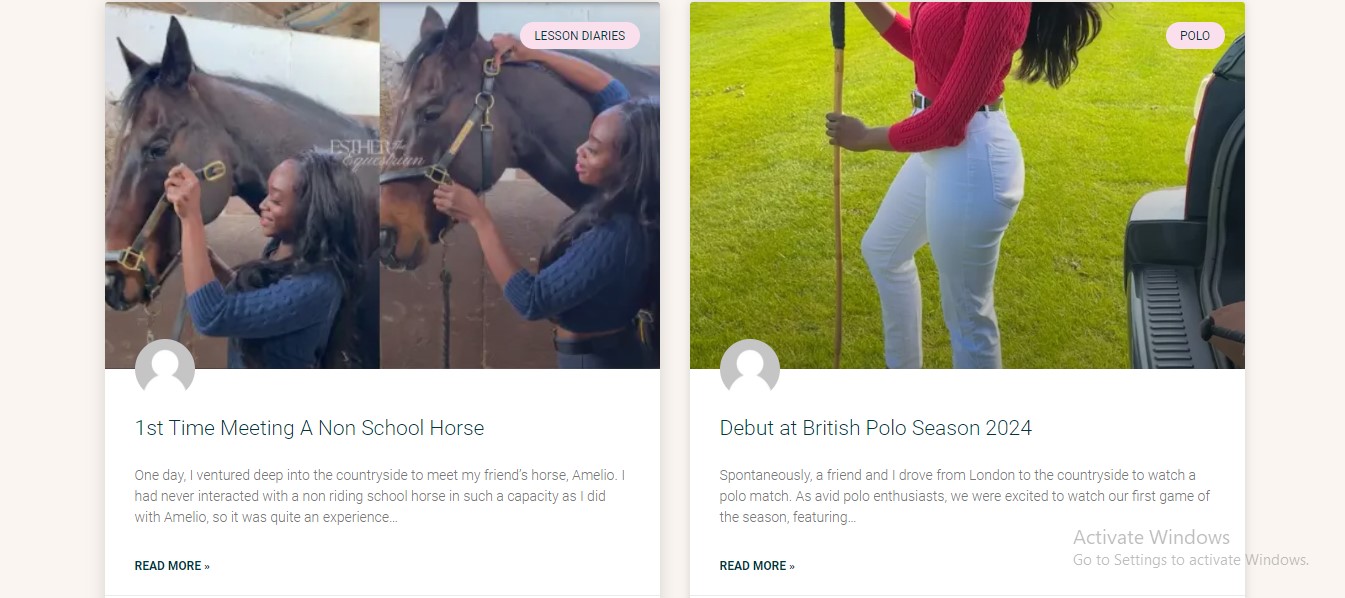 LESSON DIARIES
ESTHER the
Equestrian
1st Time Meeting A Non School Horse
One day, I ventured deep into the countryside to meet my friend’s horse, Amelio. I
had never interacted with a non riding school horse in such a capacity as I did
with Amelio, so it was quite an experience…
READ MORE »
POLO
Debut at British Polo Season 2024
Spontaneously, a friend and I drove from London to the countryside to watch a
polo match. As avid polo enthusiasts, we were excited to watch our first game of
the season, featuring…
READ MORE »
Activate Windows
Go to Settings to activate Windows.